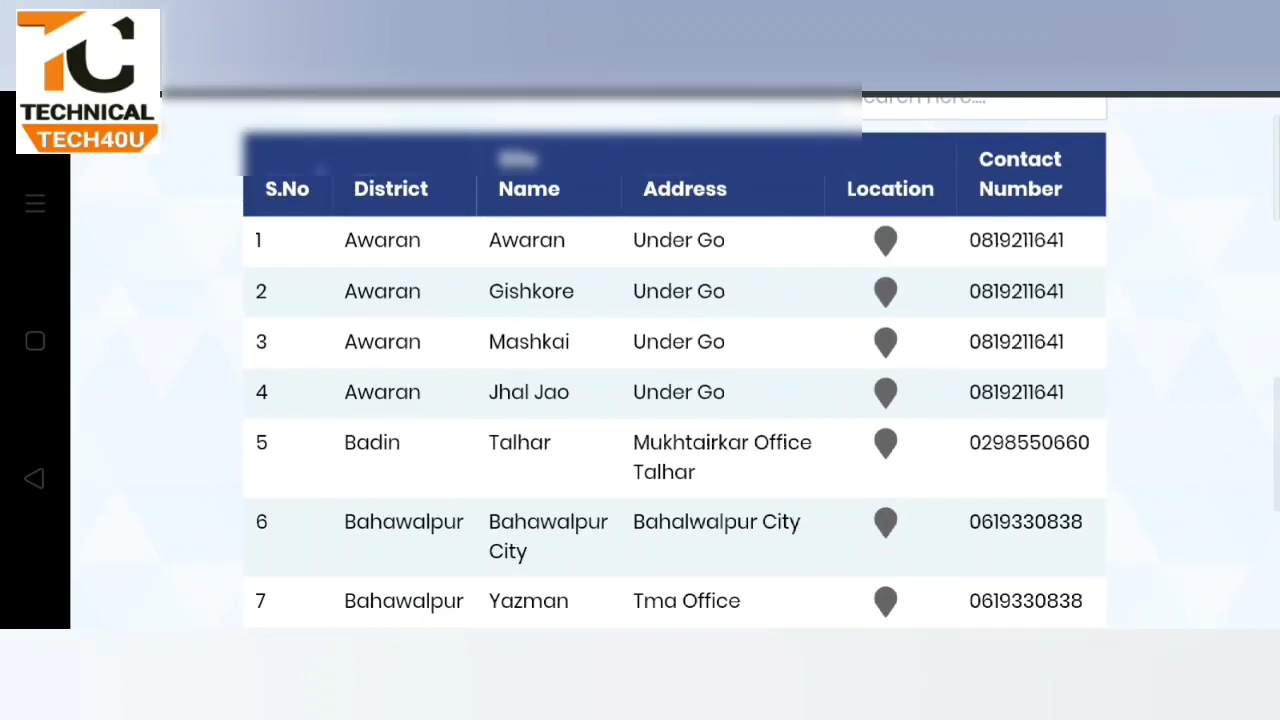 TC
TECHNICAL
TECH40U
S.No District Name Address Location Contact Number
1 Awaran Awaran Under Go 0819211641
2 Awaran Gishkore Under Go 0819211641
3 Awaran Mashkai Under Go 0819211641
4 Awaran Jhal Jao Under Go 0819211641
5 Badin Talhar Mukhtairkar Office Talhar 0298550660
6 Bahawalpur Bahawalpur City Bahalwalpur City 0619330838
7 Bahawalpur Yazman Tma Office 0619330838